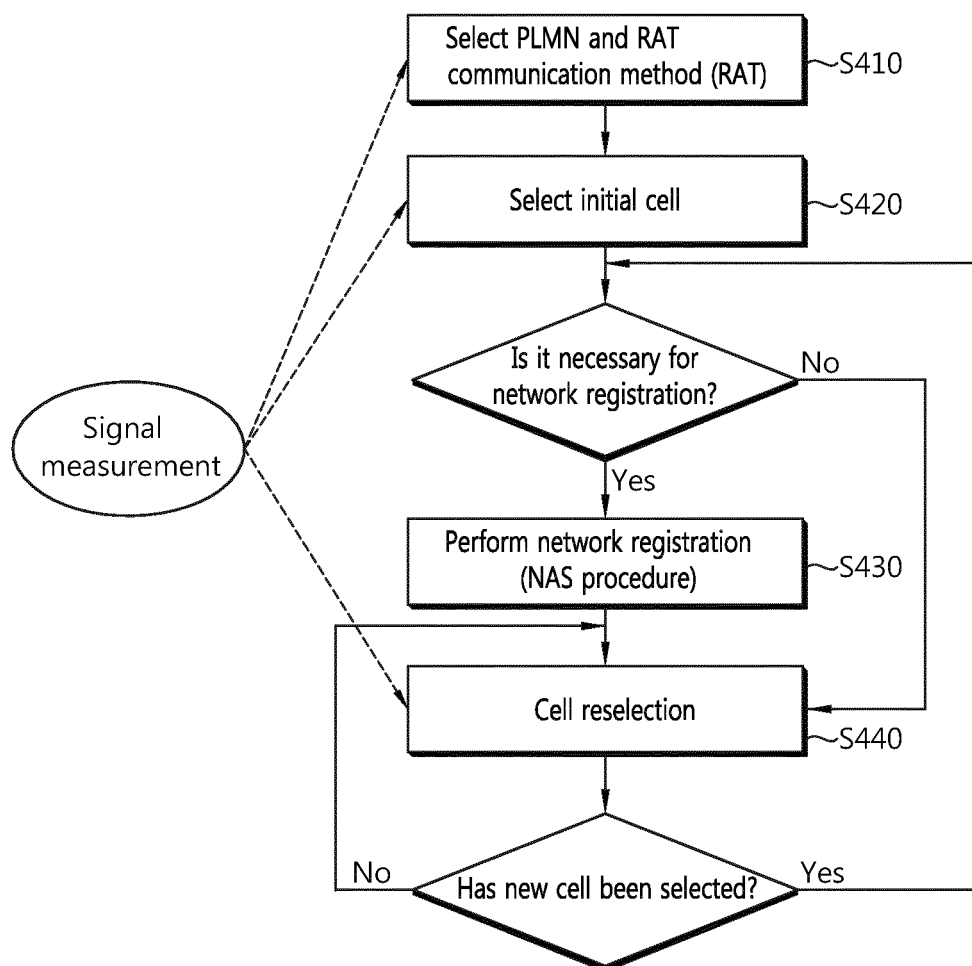 Select PLMN and RAT
communication method (RAT)
S410
Select initial cell
S420
Is it necessary for
network registration?
No
Yes
Signal
measurement
Perform network registration
(NAS procedure)
S430
Cell reselection
S440
Has new cell been selected?
No
Yes